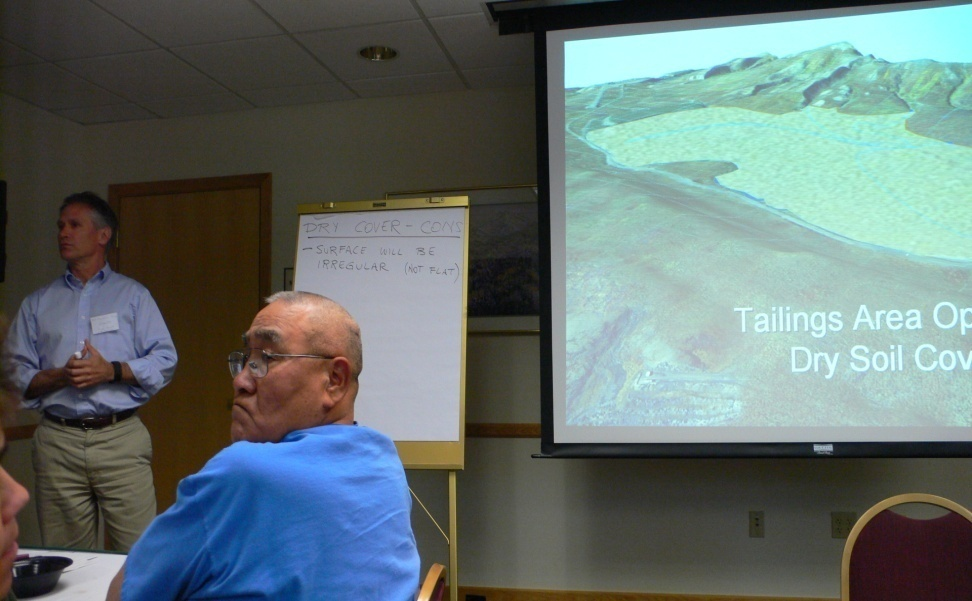 DRY COVER - CONS
- SURFACE WILL BE
IRREGULAR (NOT FLAT)
Tailings Area Op
Dry Soil Cov